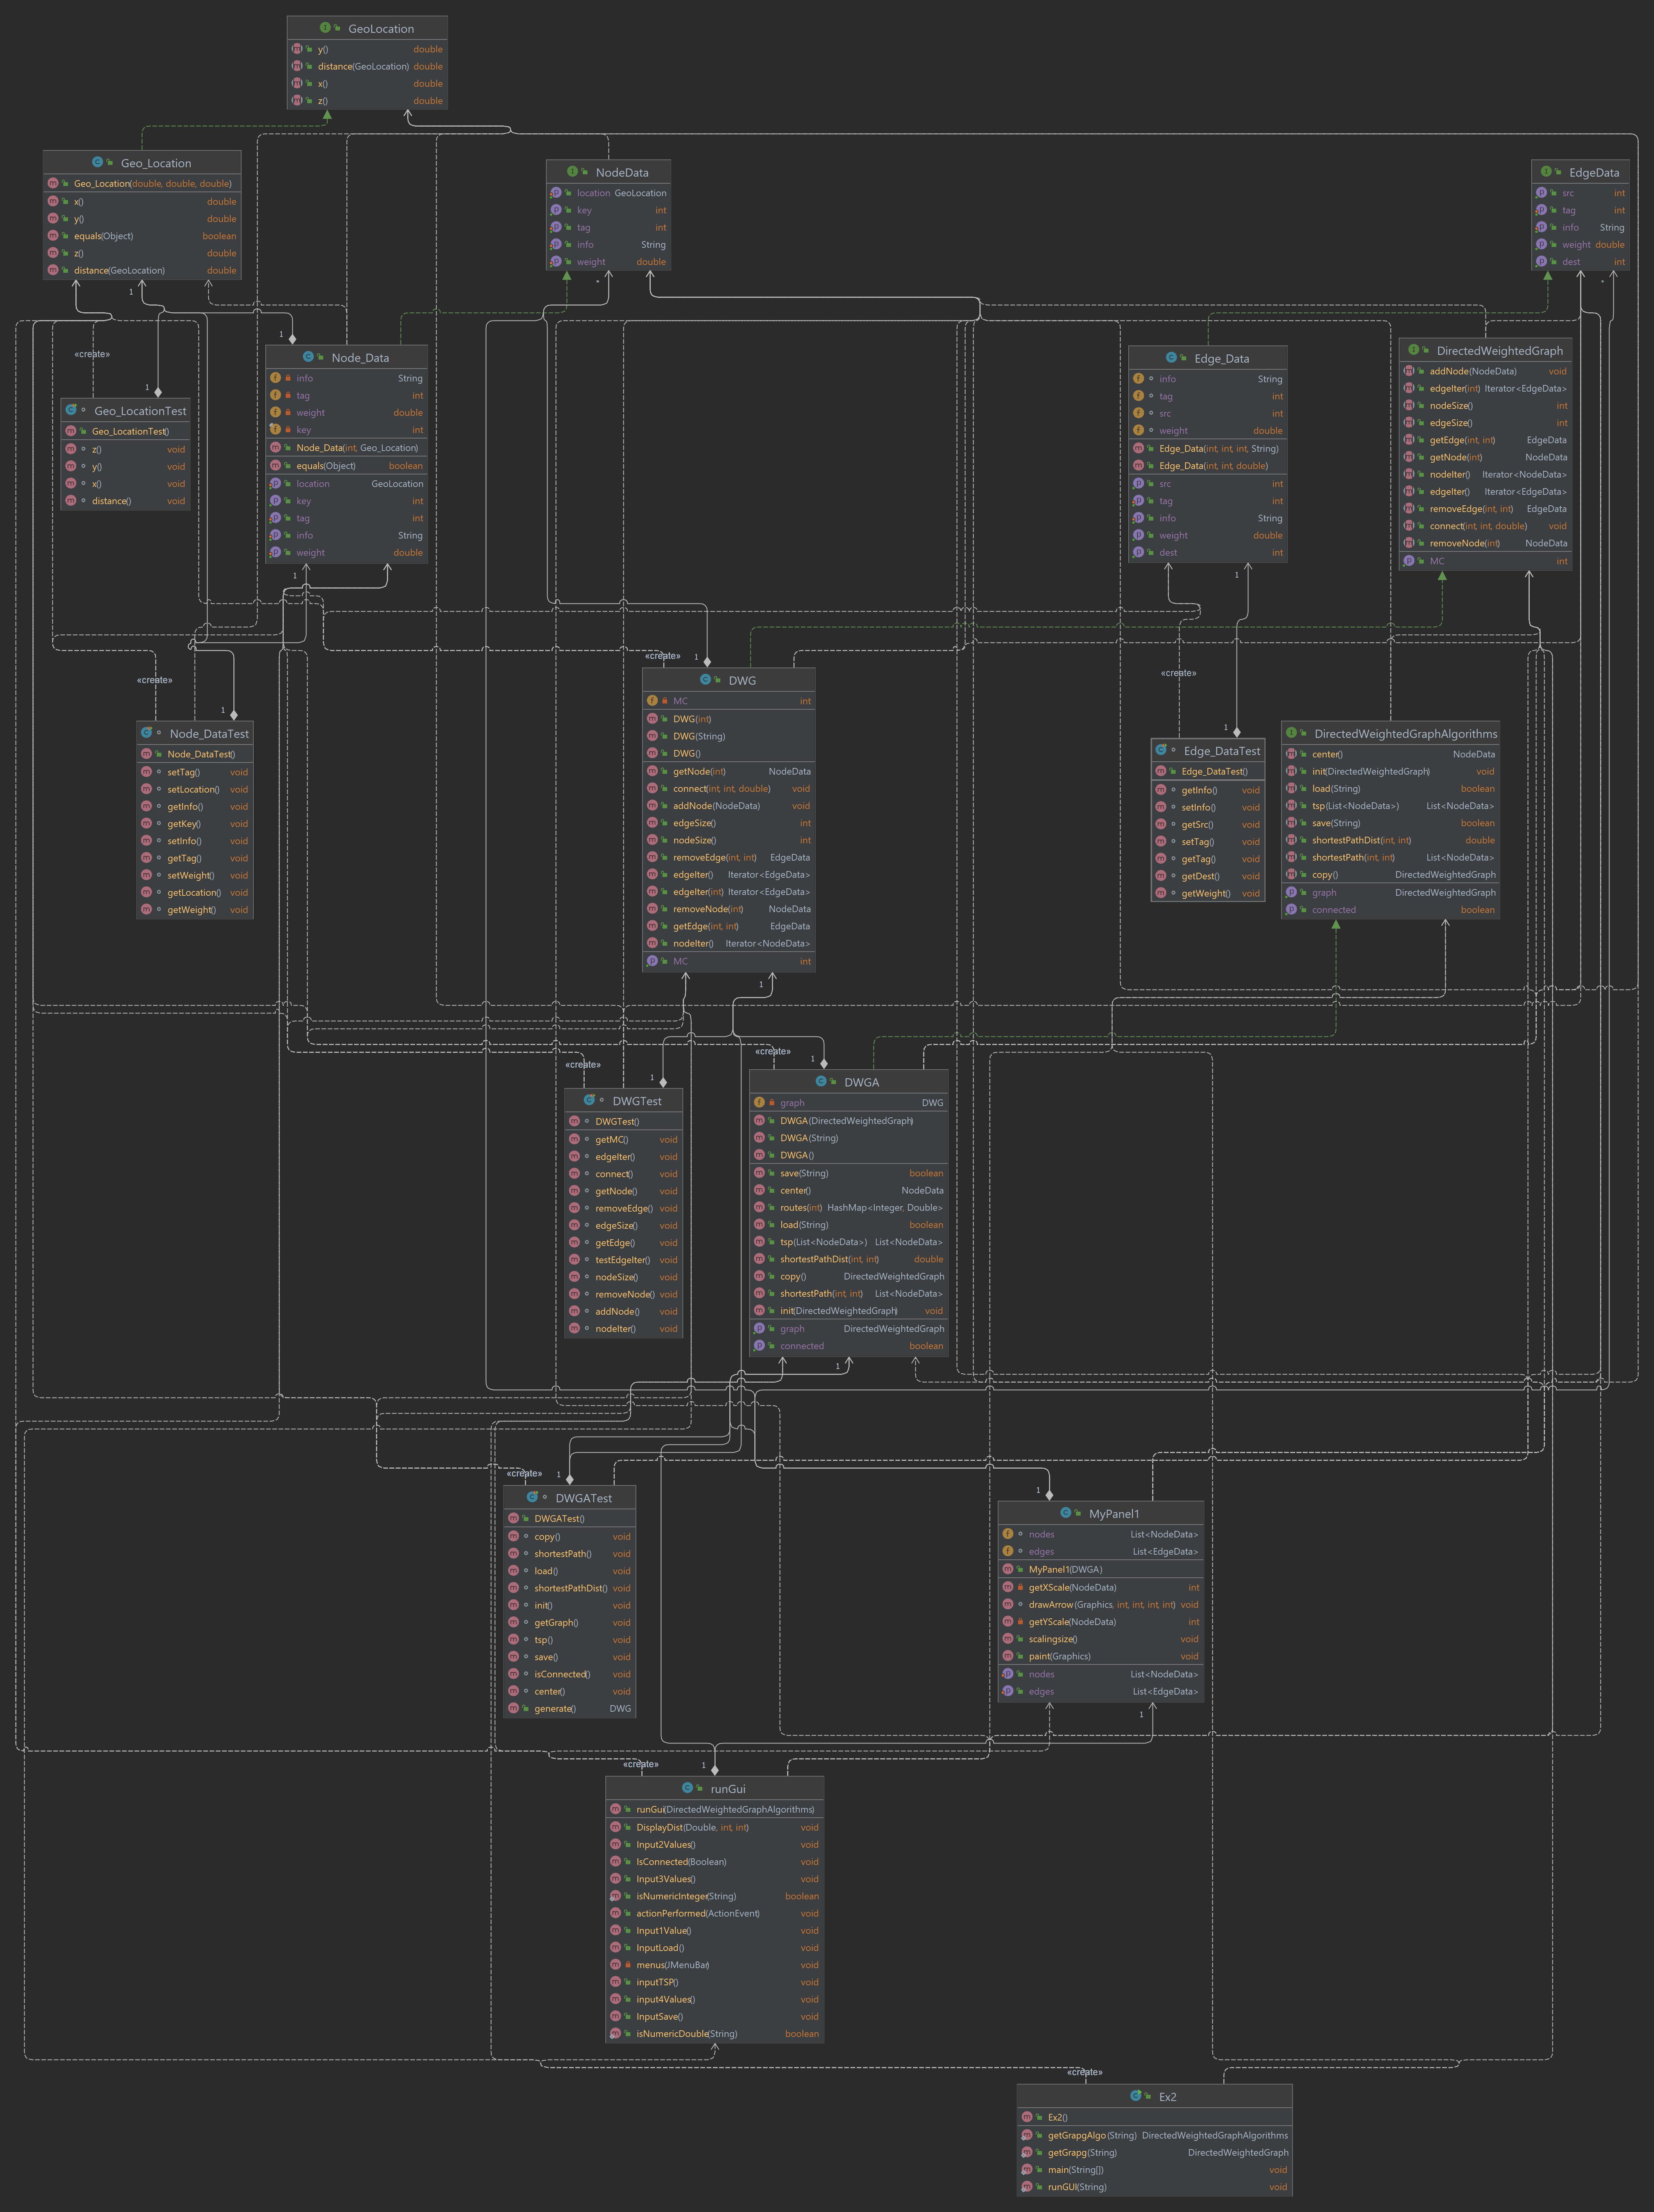 GeoLocation
y() double
distance(GeoLocation) double
x() double
z() double
Geo_Location
Geo_Location(double, double, double)
x() double
y() double
equals(Object) boolean
z() double
distance(GeoLocation) double
NodeData
location GeoLocation
key int
tag int
info String
weight double
EdgeData
src int
tag int
info String
weight double
dest int
1
*
*
«create»
1
Node_Data
info String
tag int
weight double
key int
Node_Data(int, Geo_Location)
equals(Object) boolean
location GeoLocation
key int
tag int
info String
weight double
Edge_Data
info String
tag int
src int
weight double
Edge_Data(int, int, int, String)
Edge_Data(int, int, double)
src int
tag int
info String
weight double
dest int
DirectedWeightedGraph
addNode(NodeData) void
edgeIter(int) Iterator<EdgeData>
nodeSize() int
edgeSize() int
getEdge(int, int) EdgeData
getNode(int) NodeData
nodeIter() Iterator<NodeData>
edgeIter() Iterator<EdgeData>
removeEdge(int, int) EdgeData
connect(int, int, double) void
removeNode(int) NodeData
MC int
Geo_LocationTest
Geo_LocationTest()
z() void
y() void
x() void
distance() void
1
1
«create»
1
«create»
«create»
1
1
DWG
MC int
DWG(int)
DWG(String)
DWG()
getNode(int) NodeData
connect(int, int, double) void
addNode(NodeData) void
edgeSize() int
nodeSize() int
removeEdge(int, int) EdgeData
edgeIter() Iterator<EdgeData>
edgeIter(int) Iterator<EdgeData>
removeNode(int) NodeData
getEdge(int, int) EdgeData
nodeIter() Iterator<NodeData>
MC int
Node_DataTest
Node_DataTest()
setTag() void
setLocation() void
getInfo() void
getKey() void
setInfo() void
getTag() void
setWeight() void
getLocation() void
getWeight() void
Edge_DataTest
Edge_DataTest()
getInfo() void
setInfo() void
getSrc() void
setTag() void
getTag() void
getDest() void
getWeight() void
DirectedWeightedGraphAlgorithms
center() NodeData
init(DirectedWeightedGraph) void
load(String) boolean
tsp(List<NodeData>) List<NodeData>
save(String) boolean
shortestPathDist(int, int) double
shortestPath(int, int) List<NodeData>
copy() DirectedWeightedGraph
graph DirectedWeightedGraph
connected boolean
1
«create»
1
«create»
1
DWGTest
DWGTest()
getMC() void
edgeIter() void
connect() void
getNode() void
removeEdge() void
edgeSize() void
getEdge() void
testEdgeIter() void
nodeSize() void
removeNode() void
addNode() void
nodeIter() void
DWGA
graph DWG
DWGA(DirectedWeightedGraph)
DWGA(String)
DWGA()
save(String) boolean
center() NodeData
routes(int) HashMap<Integer, Double>
load(String) boolean
tsp(List<NodeData>) List<NodeData>
shortestPathDist(int, int) double
copy() DirectedWeightedGraph
shortestPath(int, int) List<NodeData>
init(DirectedWeightedGraph) void
graph DirectedWeightedGraph
connected boolean
1
«create»
1
1
DWGATest
DWGATest()
copy() void
shortestPath() void
load() void
shortestPathDist() void
init() void
getGraph() void
tsp() void
save() void
isConnected() void
center() void
generate() DWG
MyPanel1
nodes List<NodeData>
edges List<EdgeData>
MyPanel1(DWGA)
getXScale(NodeData) int
drawArrow(Graphics, int, int, int, int) void
getYScale(NodeData) int
scalingsize() void
paint(Graphics) void
nodes List<NodeData>
edges List<EdgeData>
1
«create»
1
runGui
runGui(DirectedWeightedGraphAlgorithms)
DisplayDist(Double, int, int) void
Input2Values() void
IsConnected(Boolean) void
Input3Values() void
isNumericInteger(String) boolean
actionPerformed(ActionEvent) void
Input1Value() void
InputLoad() void
menus(JMenuBar) void
inputTSP() void
input4Values() void
InputSave() void
isNumericDouble(String) boolean
«create»
Ex2
Ex2()
getGrapgAlgo(String) DirectedWeightedGraphAlgorithms
getGrapg(String) DirectedWeightedGraph
main(String[]) void
runGUI(String) void